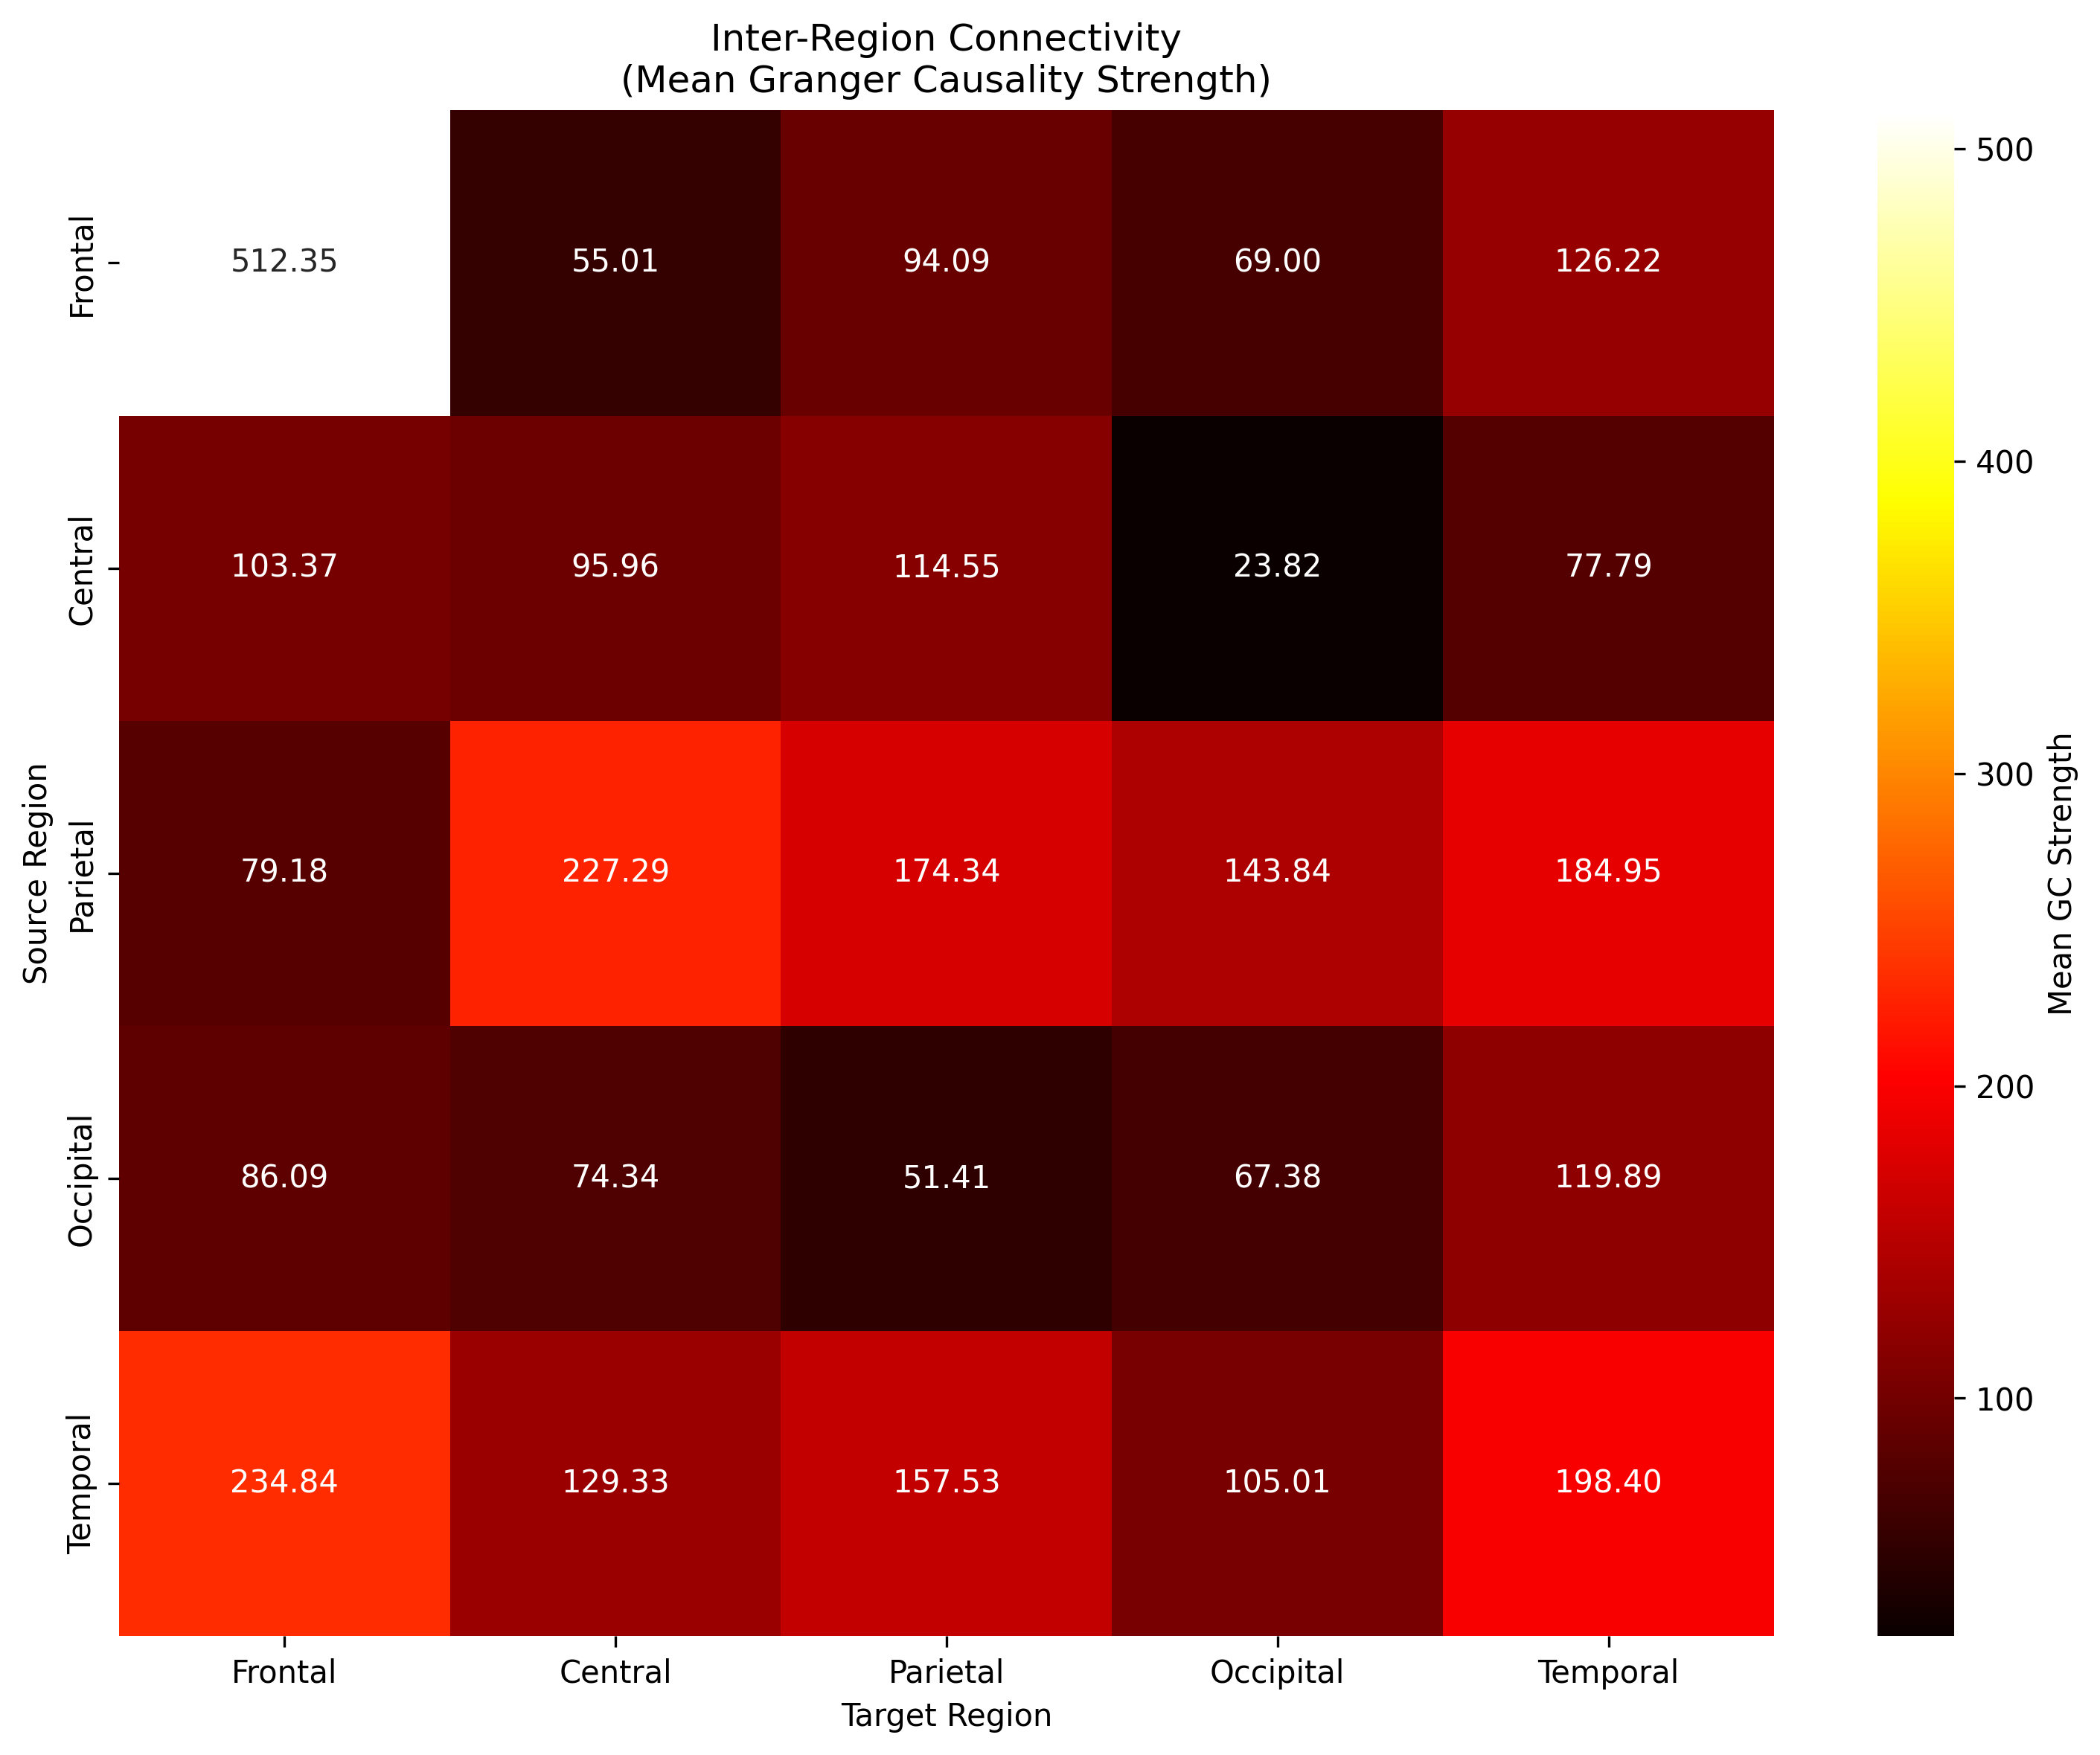 Inter-Region Connectivity
(Mean Granger Causality Strength)
Source Region
Frontal
512.35 55.01 94.09 69.00 126.22
Central
103.37 95.96 114.55 23.82 77.79
Parietal
79.18 227.29 174.34 143.84 184.95
Occipital
86.09 74.34 51.41 67.38 119.89
Temporal
234.84 129.33 157.53 105.01 198.40
Frontal Central Parietal Occipital Temporal
Target Region
500
400
300
200
100
Mean GC Strength